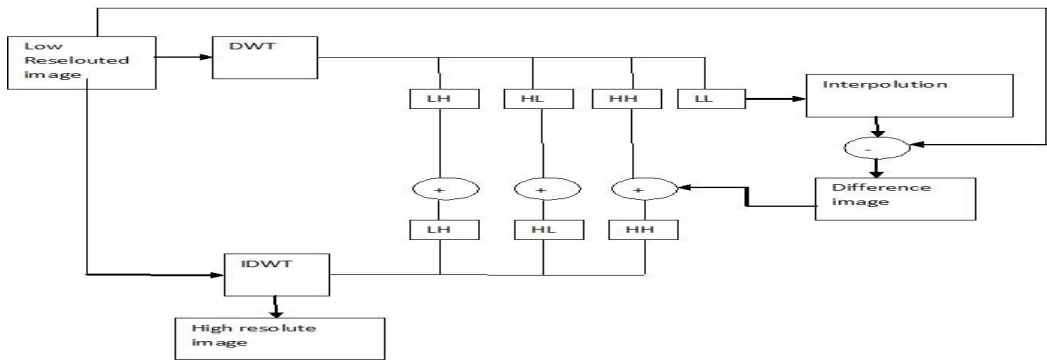 Low
Reselouted
image
DWT
LH
HL
HH
LL
Interpolution
-
Difference
image
+
+
+
LH
HL
HH
IDWT
High resolute
image